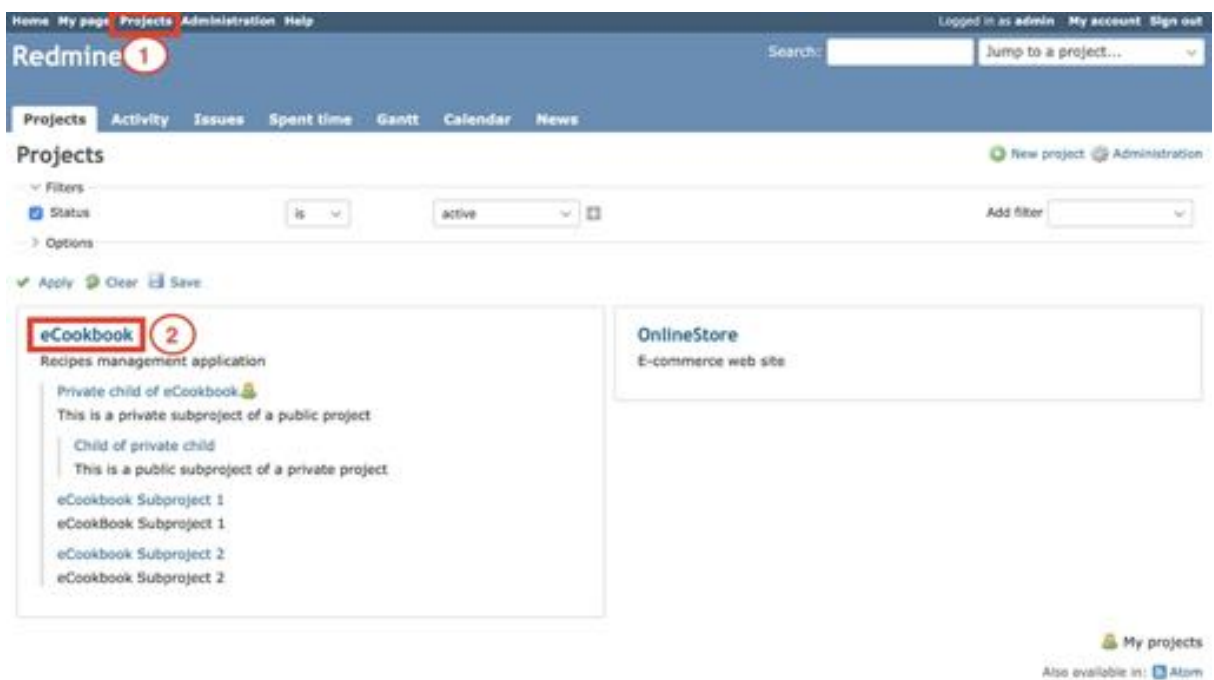 Home My page Projects Administration Help Logged in as admin My account Sign out
Redmine 1 Search: Jump to a project...
Projects Activity Issues Spent time Gantt Calendar News
Projects New project Administration
Filters
Status is active Add filter
Options
Apply Clear Save
eCookbook 2
Recipes management application
Private child of eCookbook
This is a private subproject of a public project
Child of private child
This is a public subproject of a private project
eCookbook Subproject 1
eCookBook Subproject 1
eCookbook Subproject 2
eCookbook Subproject 2
OnlineStore
E-commerce web site
My projects
Also available in: Atom